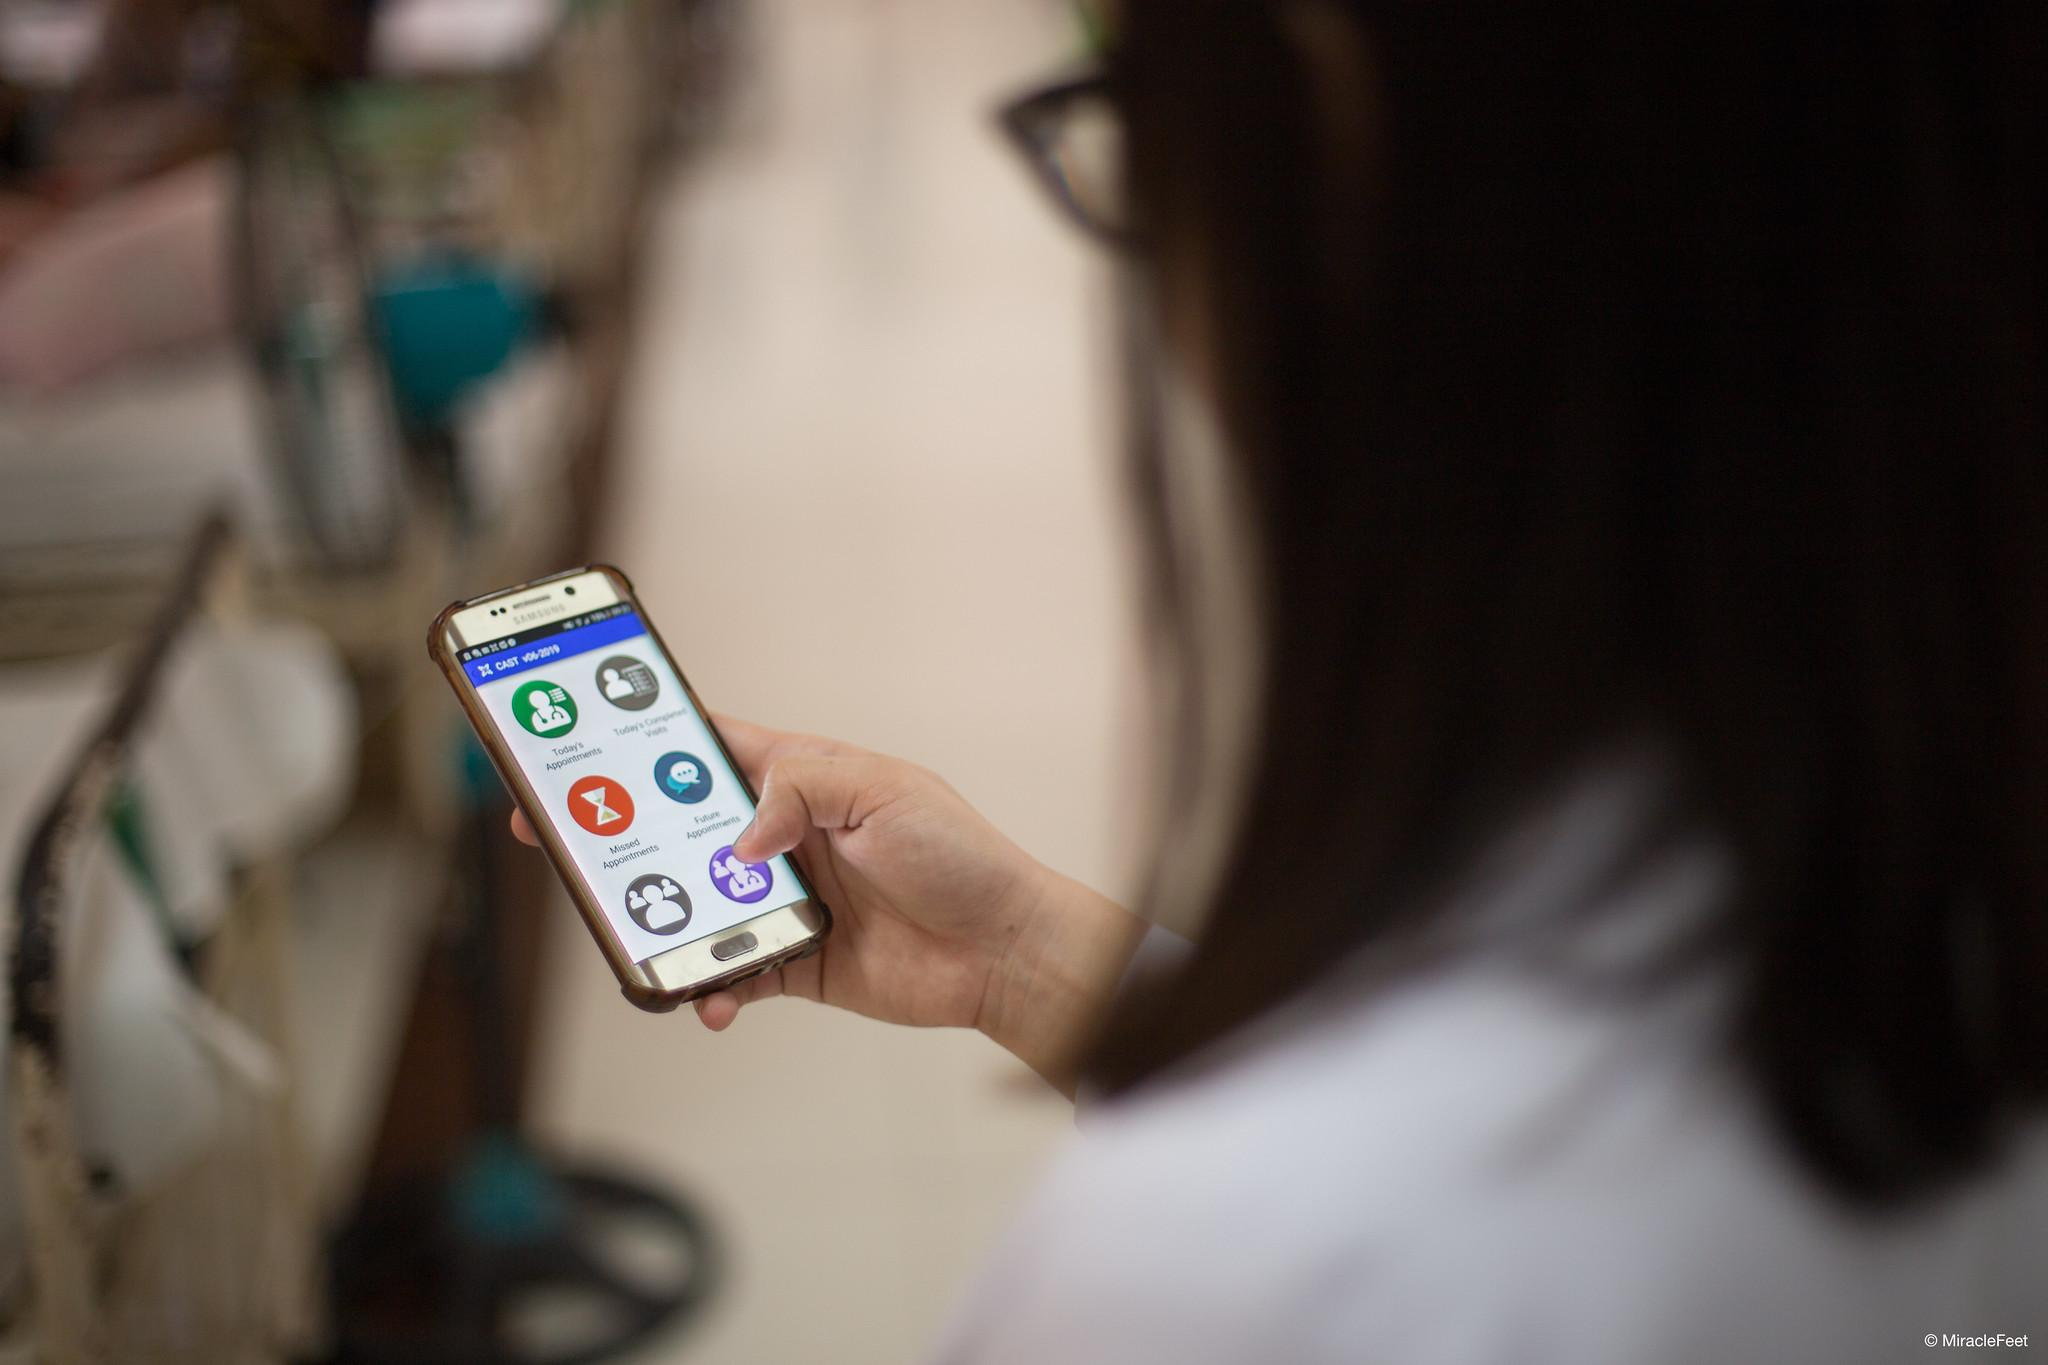 SAMSUNG
CAST v06-2019
Today's
Appointments
Today's Completed
Visits
Missed
Appointments
Future
Appointments
© MiracleFeet